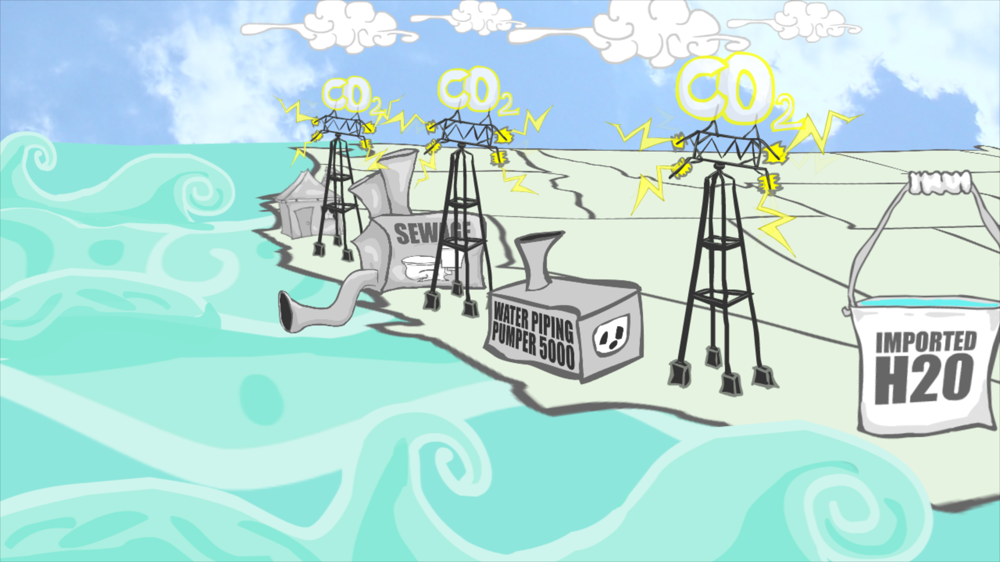 CO2
CO2
CO2
SEWAGE
WATER PIPING
PUMPER 5000
IMPORTED
H20